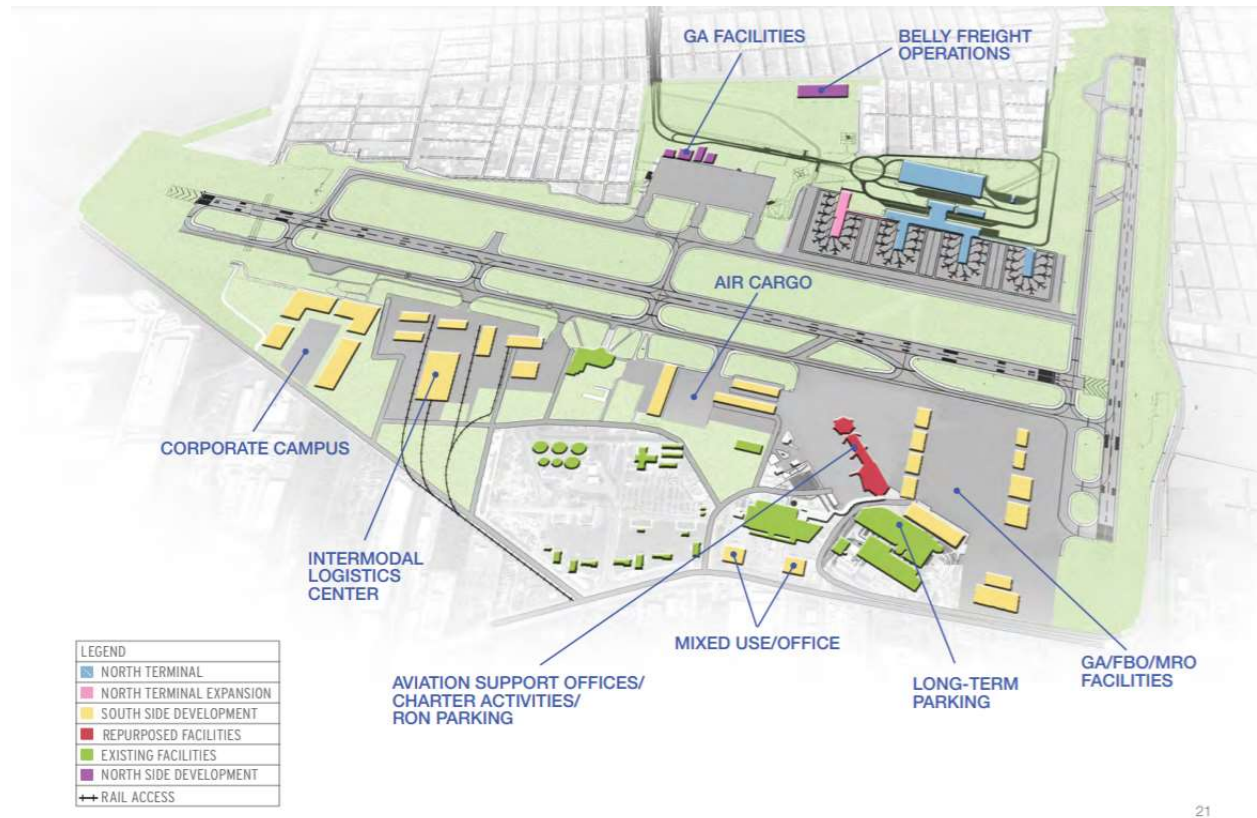 GA FACILITIES
BELLY FREIGHT
OPERATIONS
AIR CARGO
CORPORATE CAMPUS
INTERMODAL
LOGISTICS
CENTER
MIXED USE/OFFICE
AVIATION SUPPORT OFFICES/
CHARTER ACTIVITIES/
RON PARKING
LONG-TERM
PARKING
GA/FBO/MRO
FACILITIES
LEGEND
NORTH TERMINAL
NORTH TERMINAL EXPANSION
SOUTH SIDE DEVELOPMENT
REPURPOSED FACILITIES
EXISTING FACILITIES
NORTH SIDE DEVELOPMENT
RAIL ACCESS
21